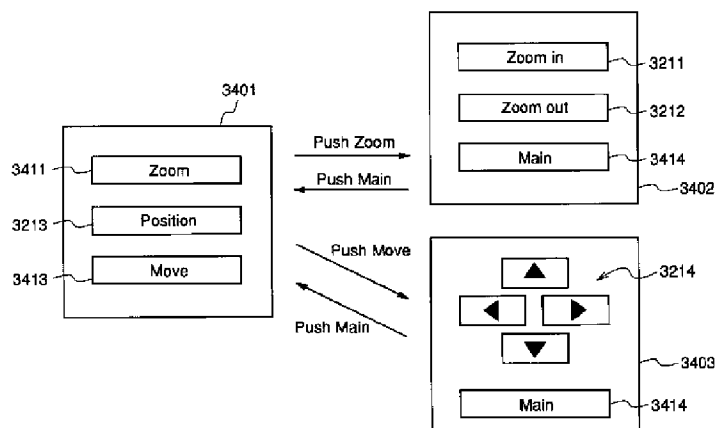 3401
3411
Zoom
3213
Position
3413
Move
Push Zoom
Push Main
Push Move
Push Main
Zoom in
3211
Zoom out
3212
Main
3414
3402
3214
3403
Main
3414